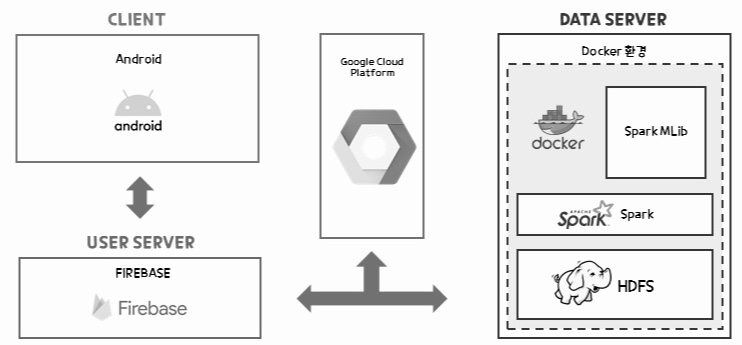 CLIENT
Android
android
USER SERVER
FIREBASE
Firebase
Google Cloud
Platform
DATA SERVER
Docker 환경
docker
Spark MLib
APACHE
Spark
Spark
HDFS